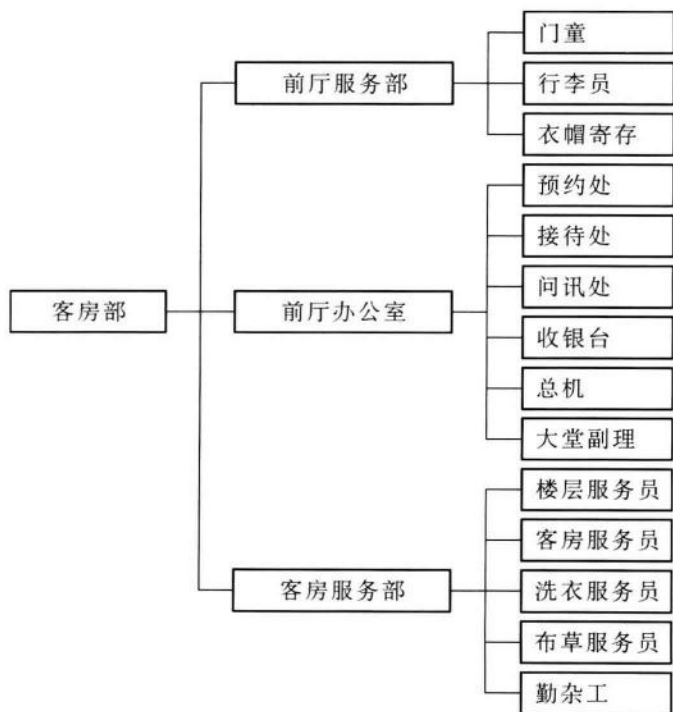 客房部
前厅服务部
门童
行李员
衣帽寄存
前厅办公室
预约处
接待处
问讯处
收银台
总机
大堂副理
客房服务部
楼层服务员
客房服务员
洗衣服务员
布草服务员
勤杂工